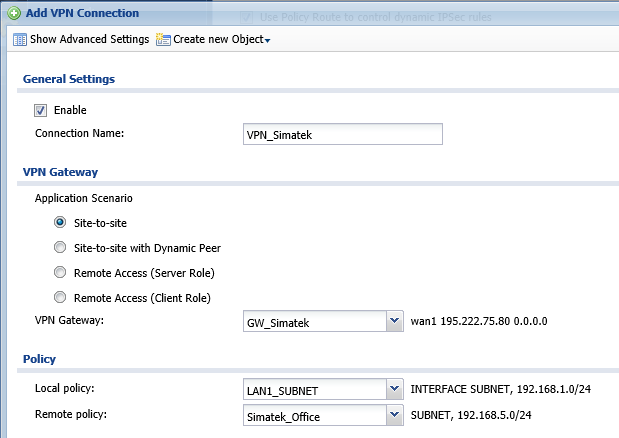 Add VPN Connection
Use Policy Route to control dynamic IPSec rules
Show Advanced Settings Create new Object
General Settings
Enable
Connection Name: VPN_Simatek
VPN Gateway
Application Scenario
Site-to-site
Site-to-site with Dynamic Peer
Remote Access (Server Role)
Remote Access (Client Role)
VPN Gateway: GW_Simatek wan1 195.222.75.80 0.0.0.0
Policy
Local policy: LAN1_SUBNET INTERFACE SUBNET, 192.168.1.0/24
Remote policy: Simatek_Office SUBNET, 192.168.5.0/24